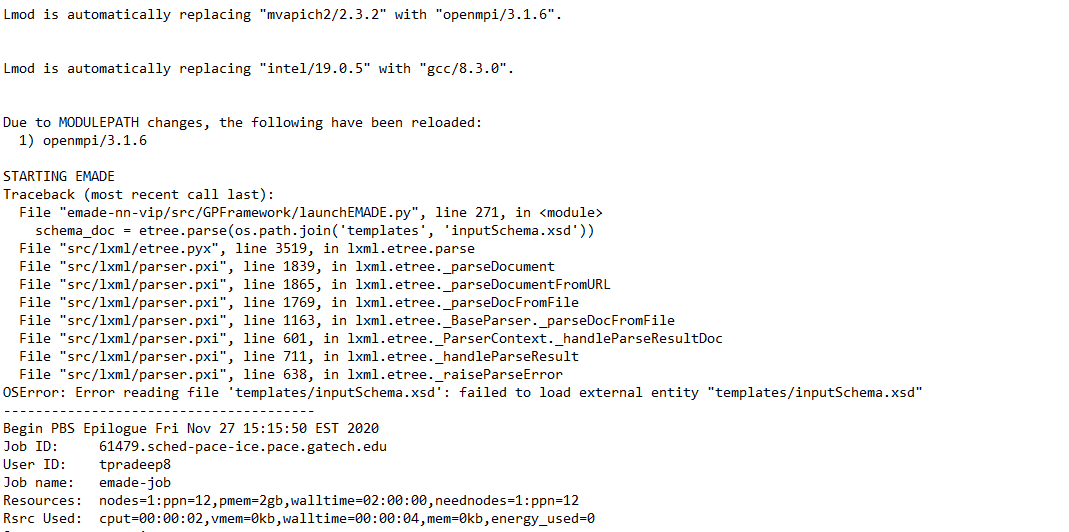 Lmod is automatically replacing "mvapich2/2.3.2" with "openmpi/3.1.6".
Lmod is automatically replacing "intel/19.0.5" with "gcc/8.3.0".
Due to MODULEPATH changes, the following have been reloaded:
  1) openmpi/3.1.6
STARTING EMADE
Traceback (most recent call last):
  File "emade-nn-vip/src/GPFramework/launchEMADE.py", line 271, in <module>
    schema_doc = etree.parse(os.path.join('templates', 'inputSchema.xsd'))
  File "src/lxml/etree.pyx", line 3519, in lxml.etree.parse
  File "src/lxml/parser.pxi", line 1839, in lxml.etree._parseDocument
  File "src/lxml/parser.pxi", line 1865, in lxml.etree._parseDocumentFromURL
  File "src/lxml/parser.pxi", line 1769, in lxml.etree._parseDocFromFile
  File "src/lxml/parser.pxi", line 1163, in lxml.etree._BaseParser._parseDocFromFile
  File "src/lxml/parser.pxi", line 601, in lxml.etree._ParserContext._handleParseResultDoc
  File "src/lxml/parser.pxi", line 711, in lxml.etree._handleParseResult
  File "src/lxml/parser.pxi", line 638, in lxml.etree._raiseParseError
OSError: Error reading file 'templates/inputSchema.xsd': failed to load external entity "templates/inputSchema.xsd"
---------------------------------------
Begin PBS Epilogue Fri Nov 27 15:15:50 EST 2020
Job ID:     61479.sched-pace-ice.pace.gatech.edu
User ID:    tpradeep8
Job name:   emade-job
Resources:  nodes=1:ppn=12,pmem=2gb,walltime=02:00:00,neednodes=1:ppn=12
Rsrc Used:  cput=00:00:02,vmem=0kb,walltime=00:00:04,mem=0kb,energy_used=0